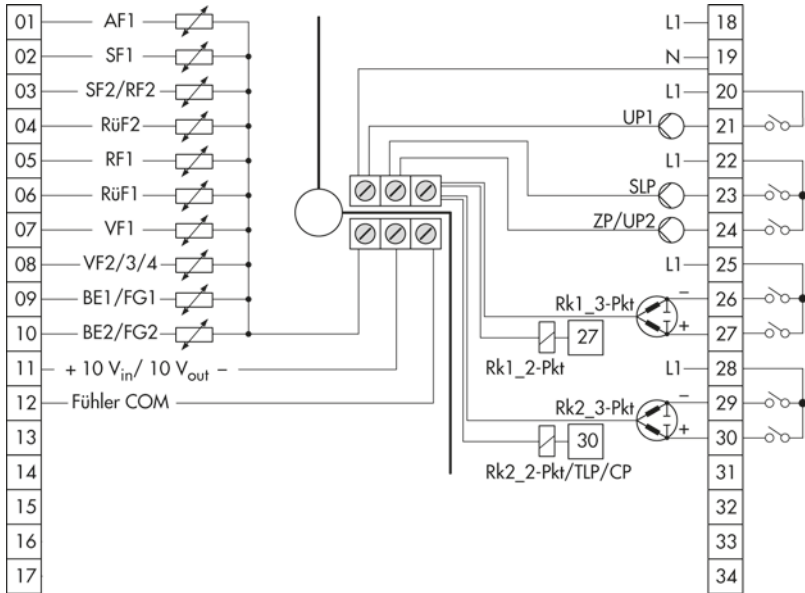 01 AF1 L1 18
02 SF1 N 19
03 SF2/RF2 L1 20
04 RüF2 UP1 21
05 RF1 L1 22
06 RüF1 SLP 23
07 VF1 ZP/UP2 24
08 VF2/3/4 L1 25
09 BE1/FG1 Rk1_3-Pkt − 26
10 BE2/FG2 27 + 27
Rk1_2-Pkt
11 + 10 Vin/ 10 Vout − L1 28
12 Fühler COM Rk2_3-Pkt − 29
13 30 + 30
14 Rk2_2-Pkt/TLP/CP 31
15 32
16 33
17 34